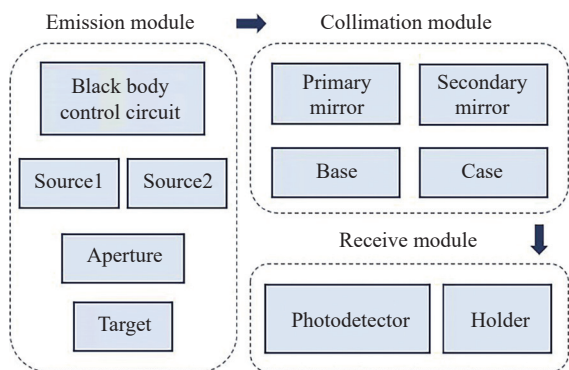 Emission module
Black body
control circuit
Source1
Source2
Aperture
Target
Collimation module
Primary
mirror
Secondary
mirror
Base
Case
Receive module
Photodetector
Holder